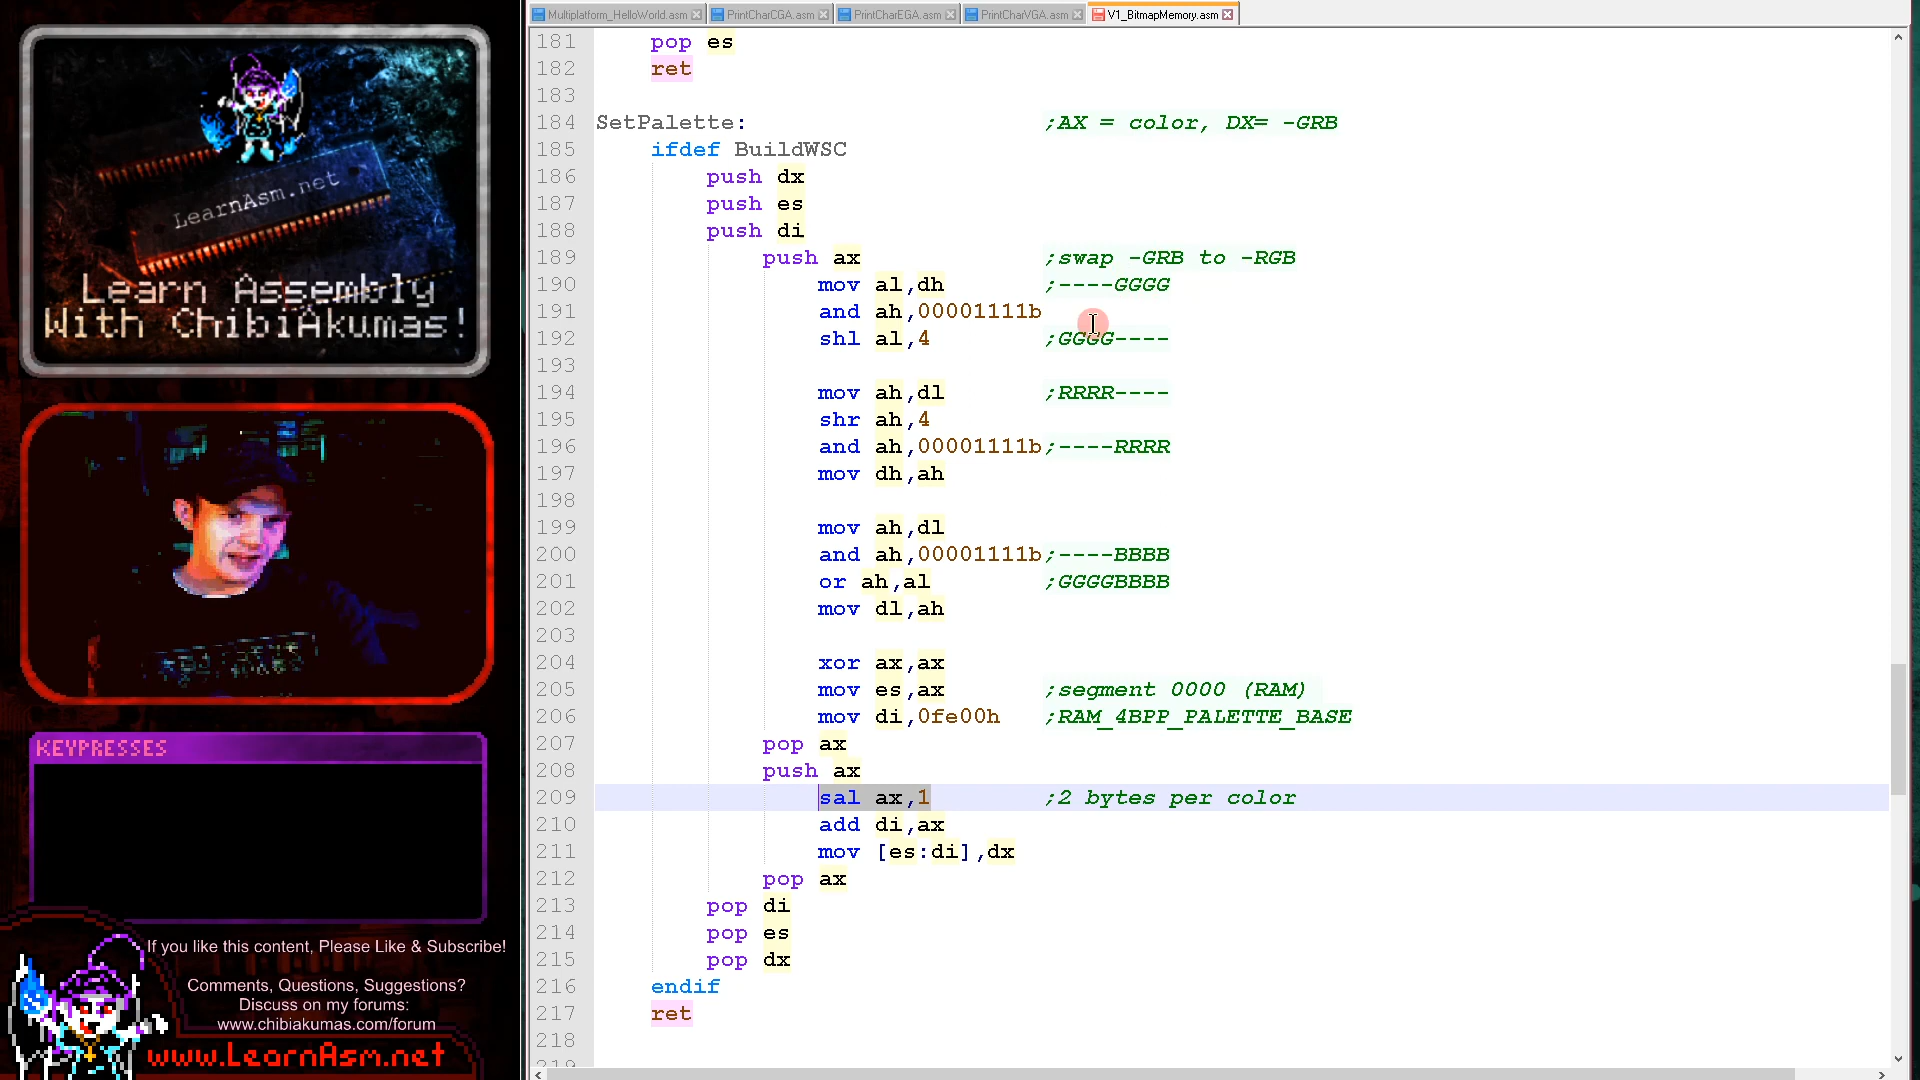 Multiplatform_HelloWorld.asm
PrintCharCGA.asm
PrintCharEGA.asm
PrintCharVGA.asm
V1_BitmapMemory.asm
LearnAsm.net
Learn Assembly
With ChibiAkumas!
KEYPRESSES
If you like this content, Please Like & Subscribe!
Comments, Questions, Suggestions?
Discuss on my forums:
www.chibiakumas.com/forum
www.LearnAsm.net
181 pop es
182 ret
183
184 SetPalette: ;AX = color, DX= -GRB
185 ifdef BuildWSC
186 push dx
187 push es
188 push di
189 push ax ;swap -GRB to -RGB
190 mov al,dh ;----GGGG
191 and ah,00001111b
192 shl al,4 ;GGGG----
193
194 mov ah,dl ;RRRR----
195 shr ah,4
196 and ah,00001111b;----RRRR
197 mov dh,ah
198
199 mov ah,dl
200 and ah,00001111b;----BBBB
201 or ah,al ;GGGGBBBB
202 mov dl,ah
203
204 xor ax,ax
205 mov es,ax ;segment 0000 (RAM)
206 mov di,0fe00h ;RAM_4BPP_PALETTE_BASE
207 pop ax
208 push ax
209 sal ax,1 ;2 bytes per color
210 add di,ax
211 mov [es:di],dx
212 pop ax
213 pop di
214 pop es
215 pop dx
216 endif
217 ret
218
219